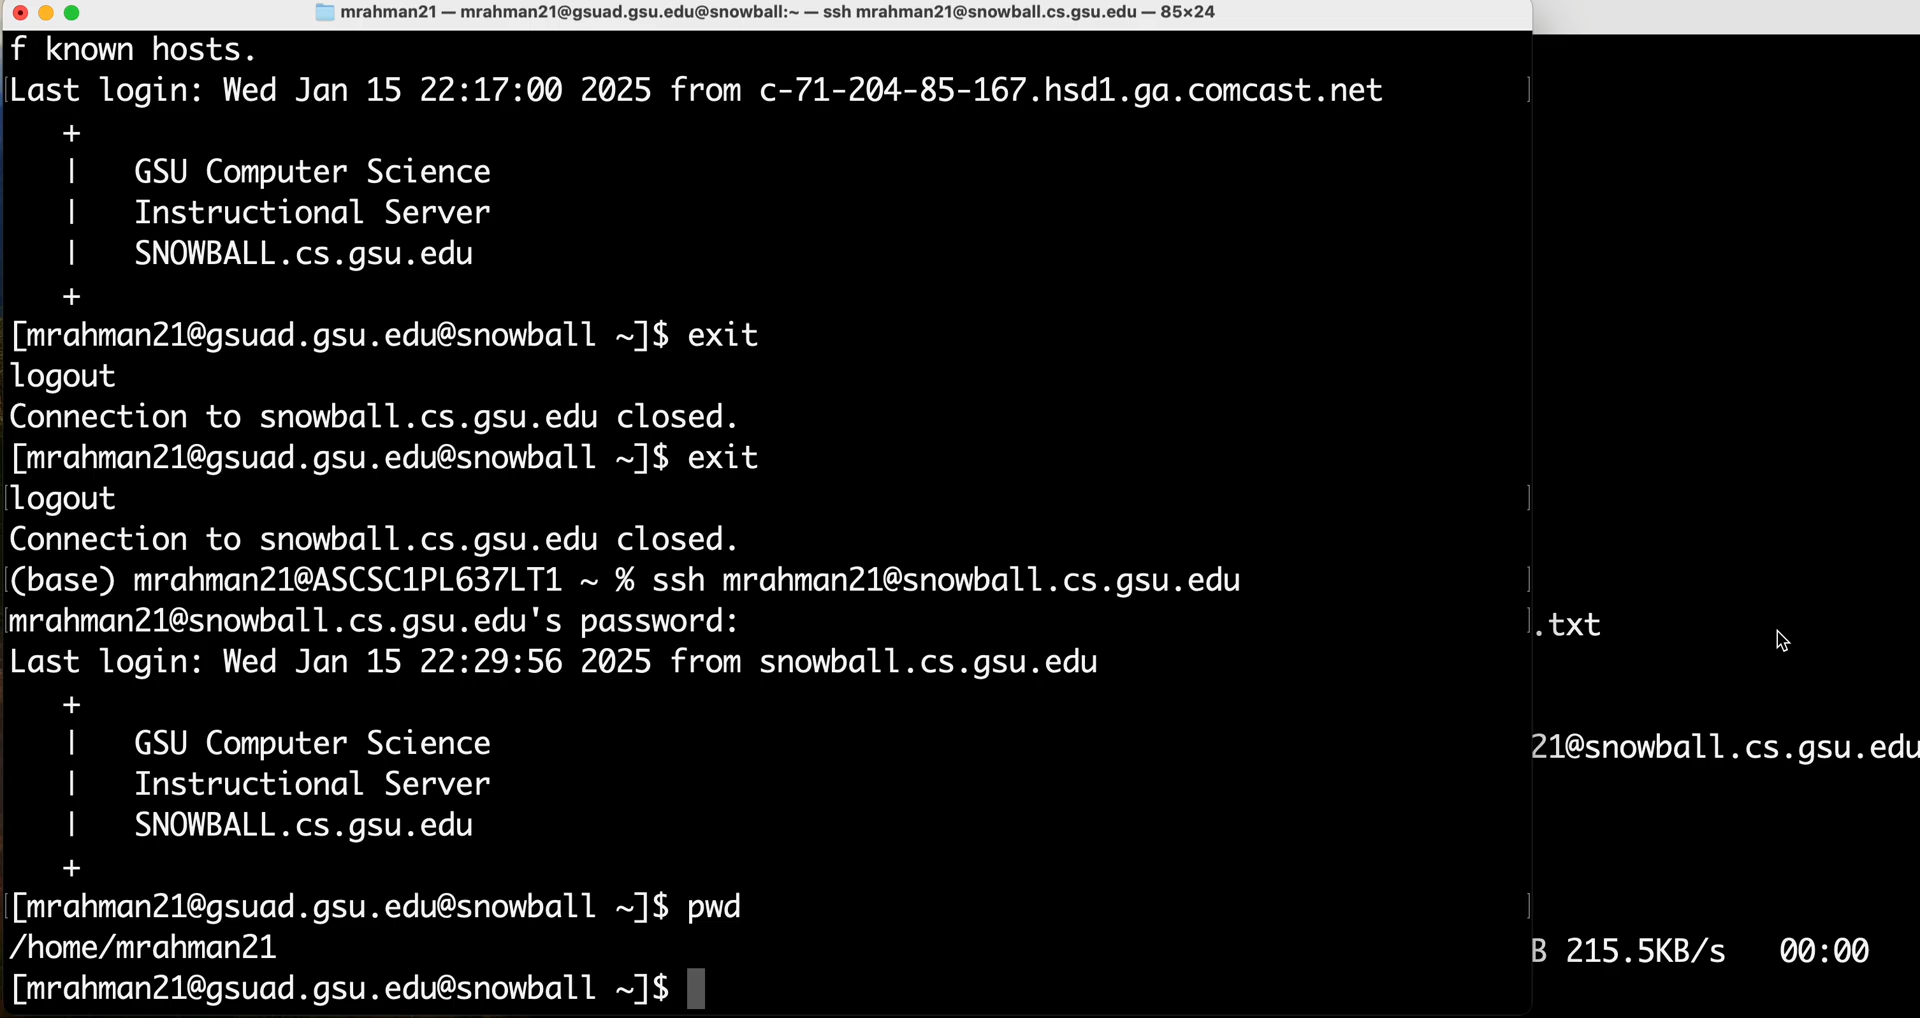 mrahman21 — mrahman21@gsuad.gsu.edu@snowball:~ — ssh mrahman21@snowball.cs.gsu.edu — 85×24
f known hosts.
[Last login: Wed Jan 15 22:17:00 2025 from c-71-204-85-167.hsd1.ga.comcast.net ]
+
| GSU Computer Science
| Instructional Server
| SNOWBALL.cs.gsu.edu
+
[mrahman21@gsuad.gsu.edu@snowball ~]$ exit
logout
Connection to snowball.cs.gsu.edu closed.
[mrahman21@gsuad.gsu.edu@snowball ~]$ exit
[logout ]
Connection to snowball.cs.gsu.edu closed.
[(base) mrahman21@ASCSC1PL637LT1 ~ % ssh mrahman21@snowball.cs.gsu.edu ]
[mrahman21@snowball.cs.gsu.edu's password: ]
.txt
Last login: Wed Jan 15 22:29:56 2025 from snowball.cs.gsu.edu
+
| GSU Computer Science
21@snowball.cs.gsu.edu
| Instructional Server
| SNOWBALL.cs.gsu.edu
+
[[mrahman21@gsuad.gsu.edu@snowball ~]$ pwd ]
/home/mrahman21
B 215.5KB/s 00:00
[mrahman21@gsuad.gsu.edu@snowball ~]$